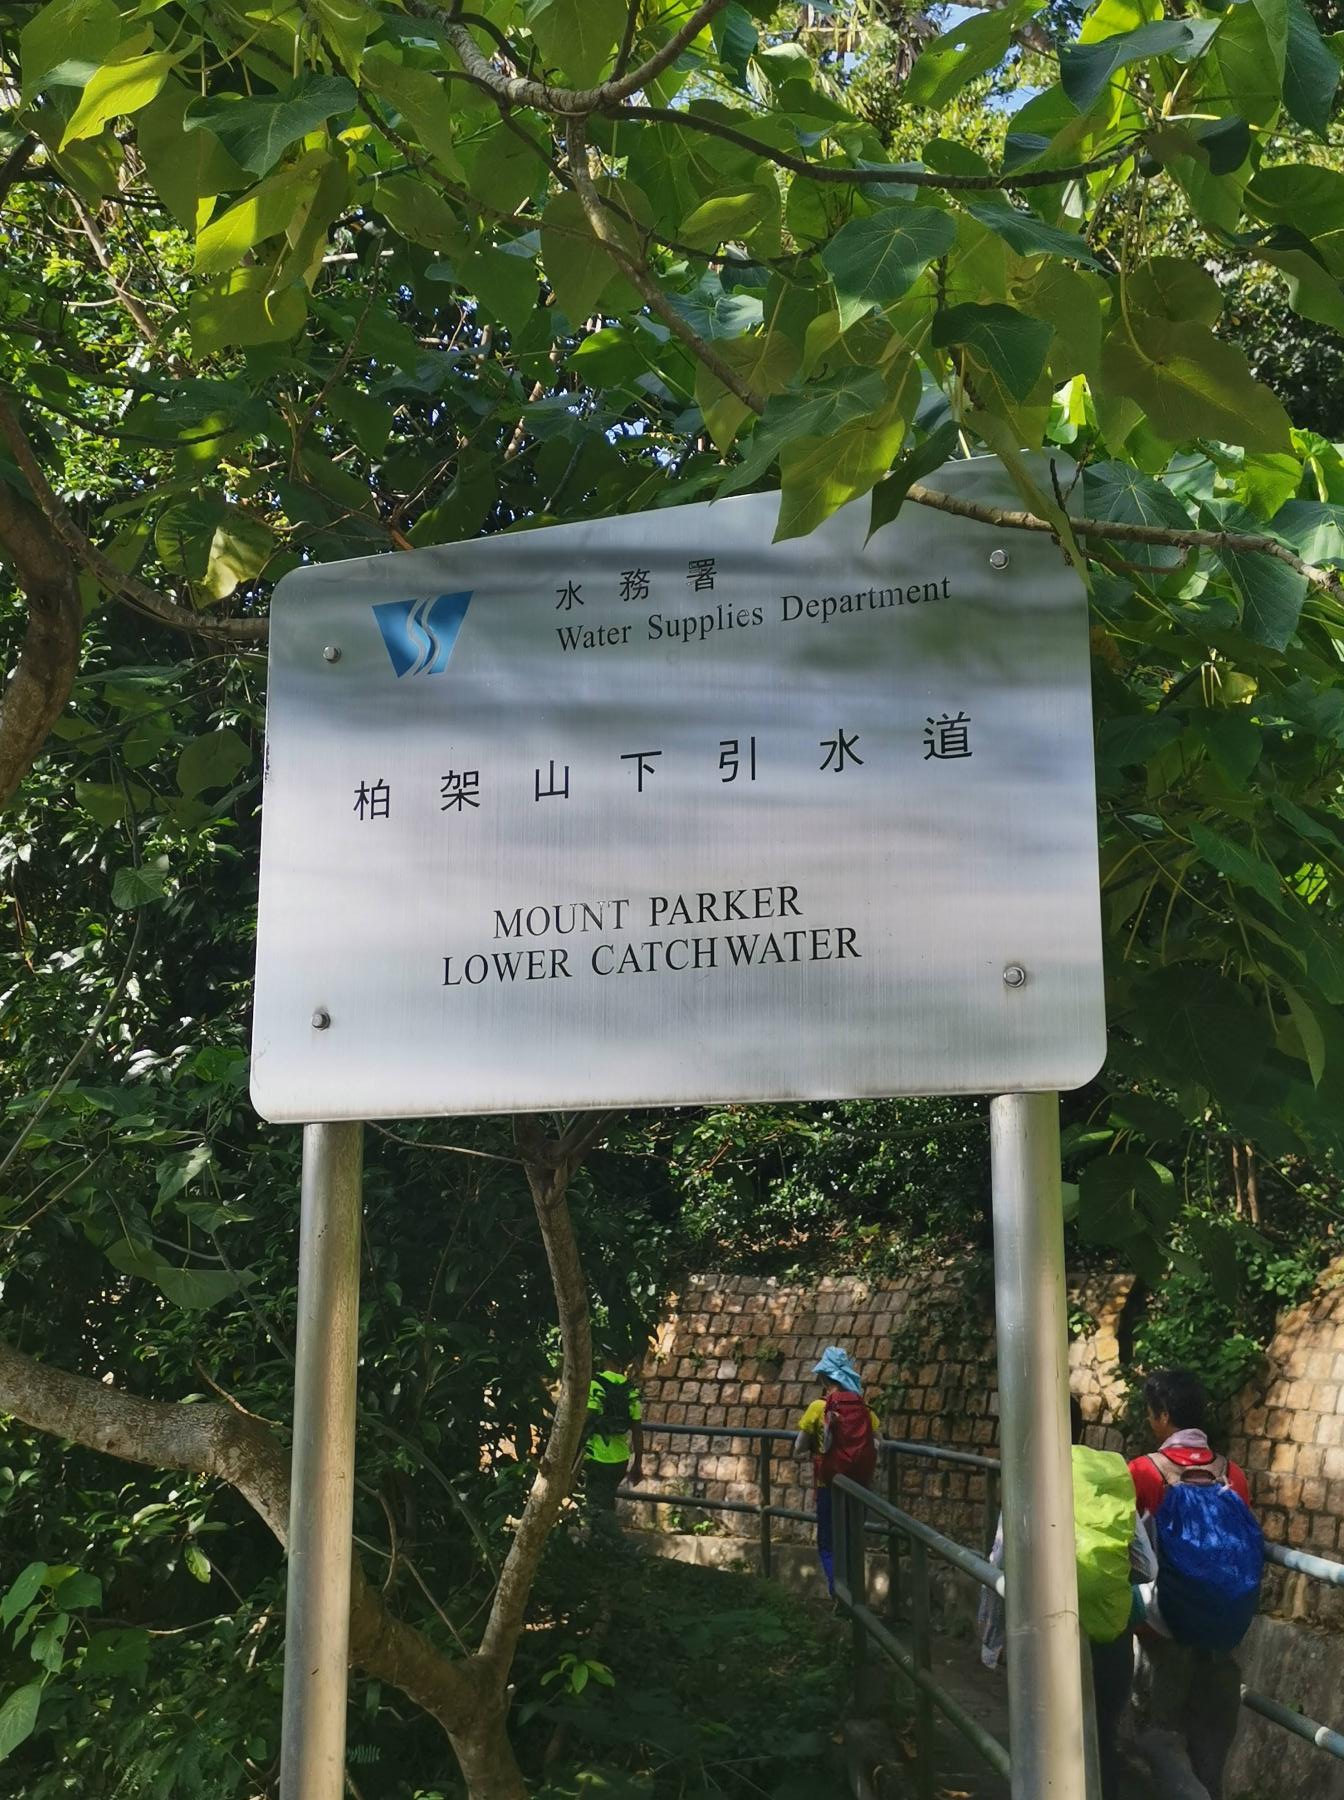 水務署
Water Supplies Department
柏架山下引水道
MOUNT PARKER
LOWER CATCHWATER